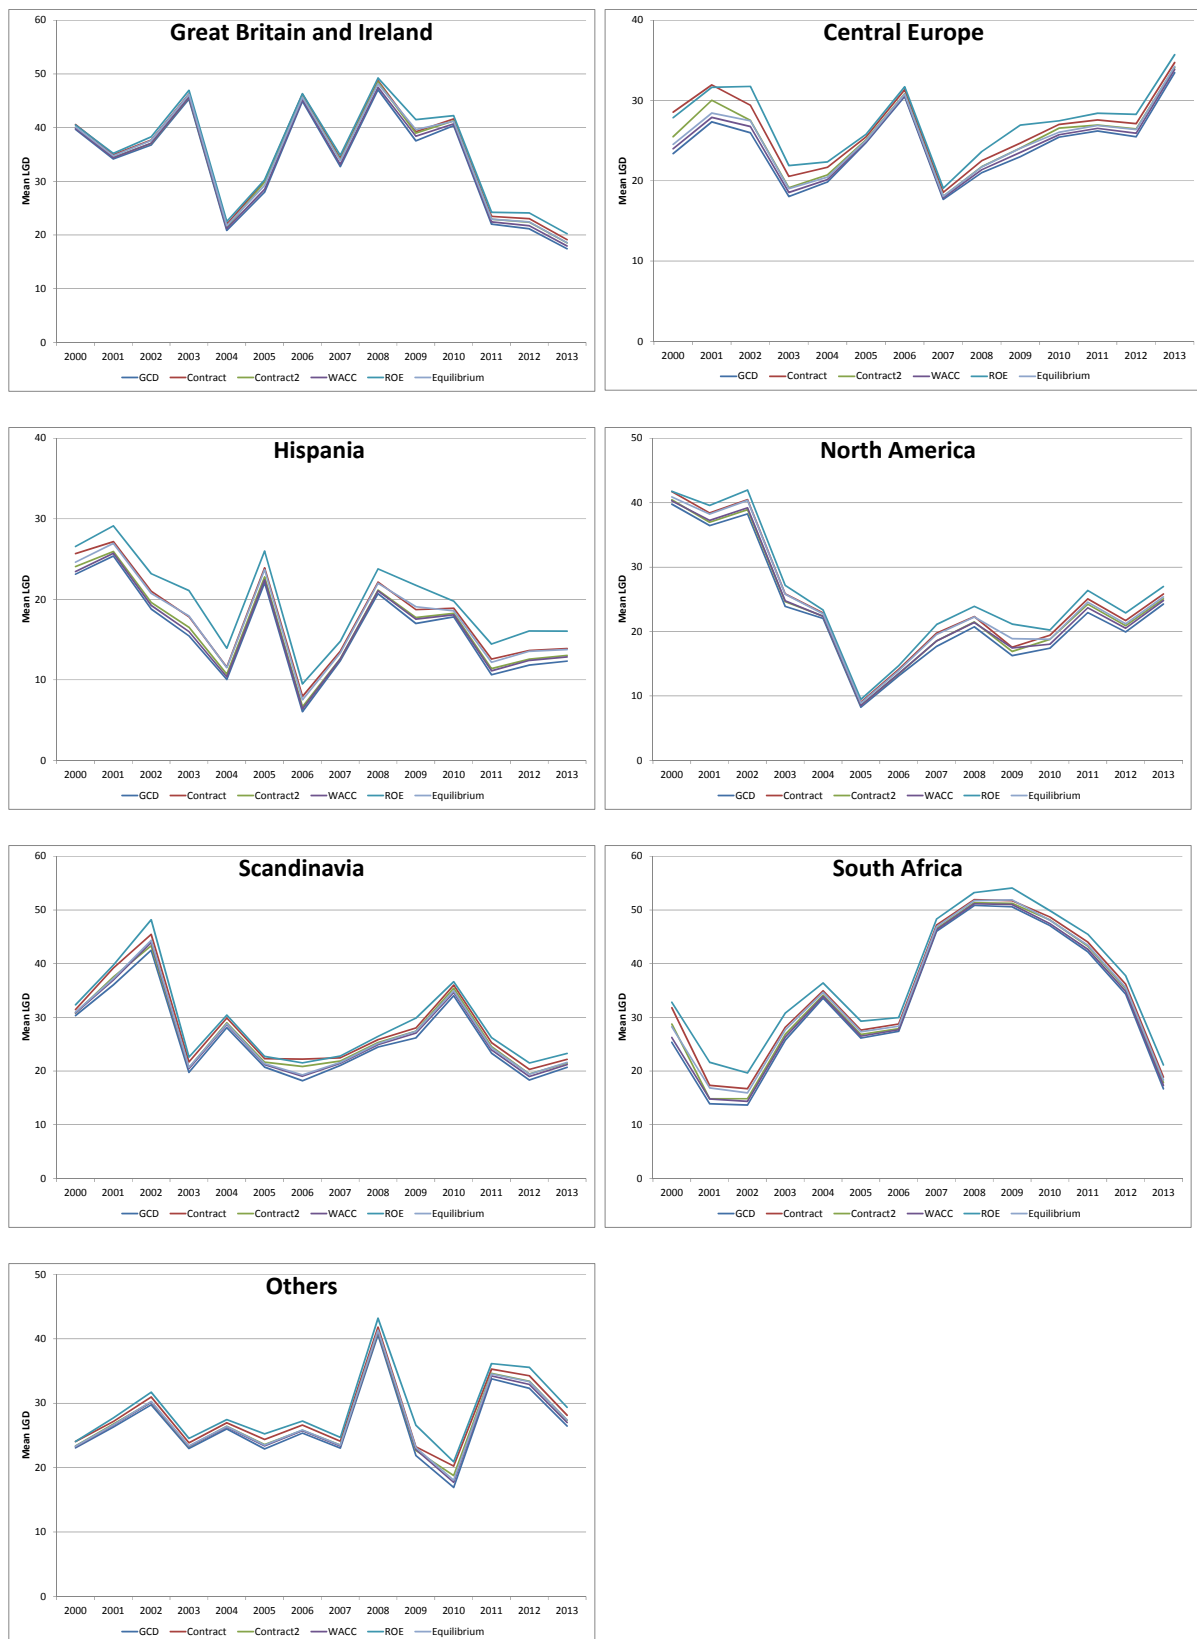 Great Britain and Ireland
60
50
40
30
20
10
0
Mean LGD
2000 2001 2002 2003 2004 2005 2006 2007 2008 2009 2010 2011 2012 2013
GCD Contract Contract2 WACC ROE Equilibrium
Central Europe
40
30
20
10
0
Mean LGD
2000 2001 2002 2003 2004 2005 2006 2007 2008 2009 2010 2011 2012 2013
GCD Contract Contract2 WACC ROE Equilibrium
Hispania
40
30
20
10
0
Mean LGD
2000 2001 2002 2003 2004 2005 2006 2007 2008 2009 2010 2011 2012 2013
GCD Contract Contract2 WACC ROE Equilibrium
North America
50
40
30
20
10
0
Mean LGD
2000 2001 2002 2003 2004 2005 2006 2007 2008 2009 2010 2011 2012 2013
GCD Contract Contract2 WACC ROE Equilibrium
Scandinavia
60
50
40
30
20
10
0
Mean LGD
2000 2001 2002 2003 2004 2005 2006 2007 2008 2009 2010 2011 2012 2013
GCD Contract Contract2 WACC ROE Equilibrium
South Africa
60
50
40
30
20
10
0
Mean LGD
2000 2001 2002 2003 2004 2005 2006 2007 2008 2009 2010 2011 2012 2013
GCD Contract Contract2 WACC ROE Equilibrium
Others
50
40
30
20
10
0
Mean LGD
2000 2001 2002 2003 2004 2005 2006 2007 2008 2009 2010 2011 2012 2013
GCD Contract Contract2 WACC ROE Equilibrium